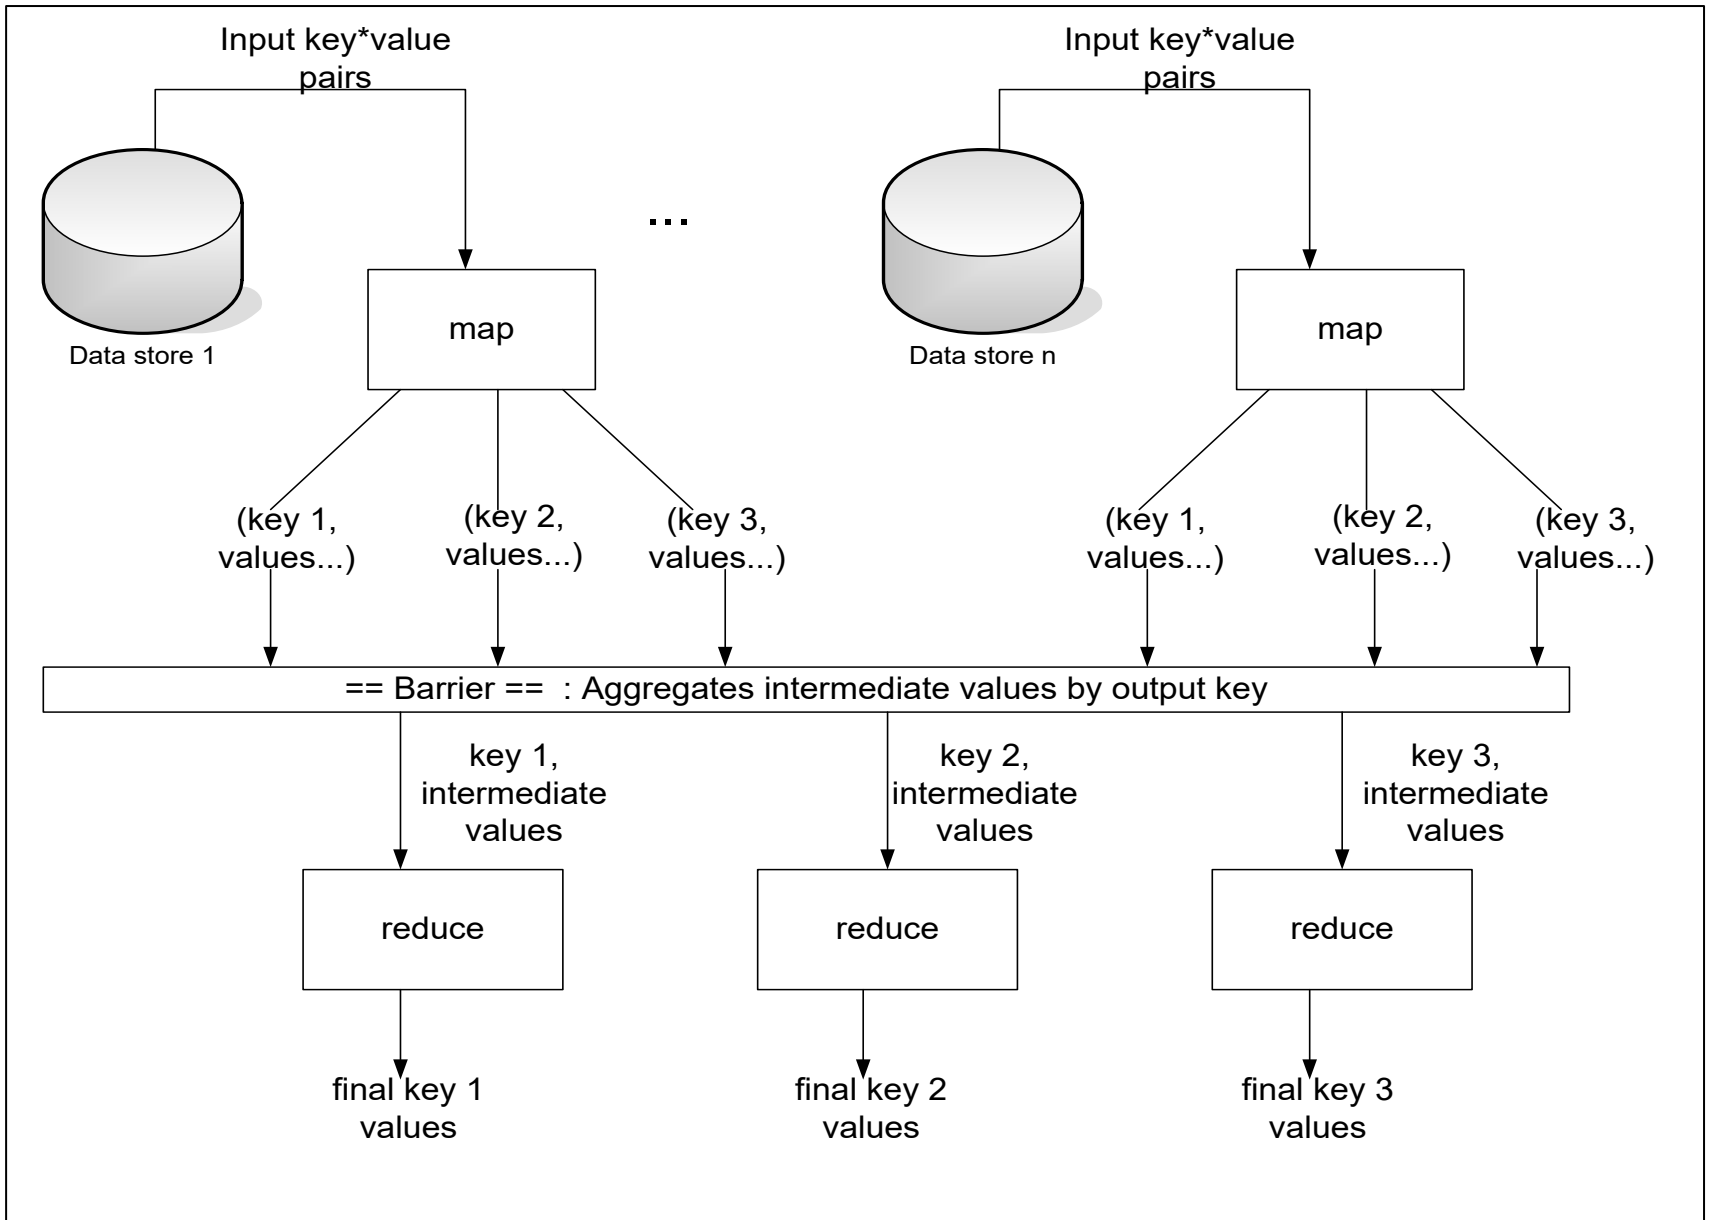 Input key*value
pairs
Input key*value
pairs
...
Data store 1
map
Data store n
map
(key 1,
values...)
(key 2,
values...)
(key 3,
values...)
(key 1,
values...)
(key 2,
values...)
(key 3,
values...)
== Barrier == : Aggregates intermediate values by output key
key 1,
intermediate
values
key 2,
intermediate
values
key 3,
intermediate
values
reduce
reduce
reduce
final key 1
values
final key 2
values
final key 3
values